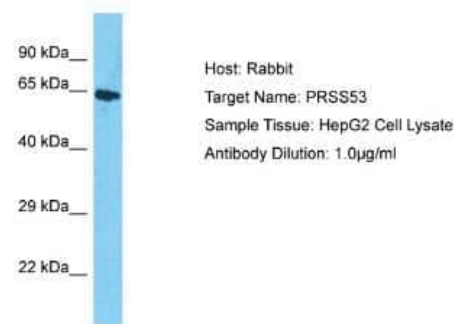 90 kDa__
65 kDa__
40 kDa__
29 kDa__
22 kDa__
Host: Rabbit
Target Name: PRSS53
Sample Tissue: HepG2 Cell Lysate
Antibody Dilution: 1.0µg/ml